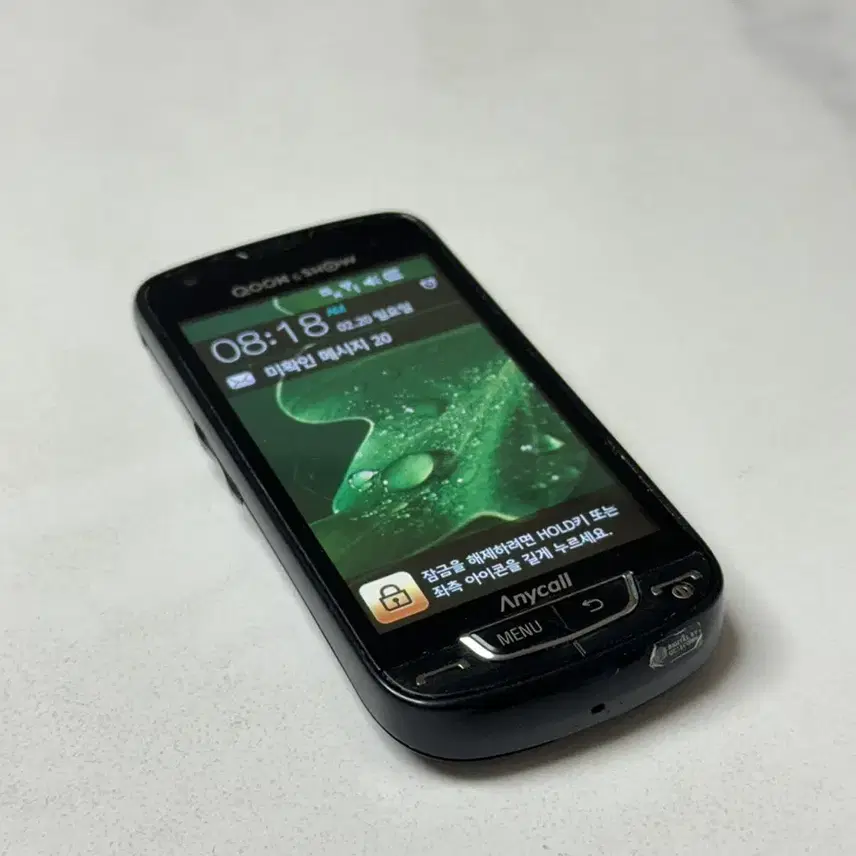 QOOK & SHOW
08:18 AM 02.20 일요일
미확인 메시지 20
잠금을 해제하려면 HOLD키 또는
좌측 아이콘을 길게 누르세요.
Anycall
MENU